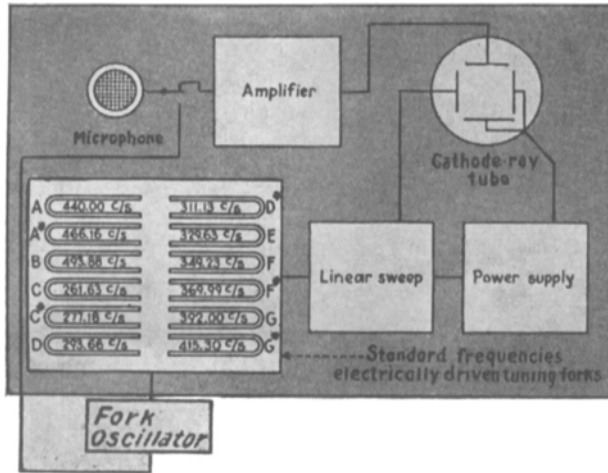 Amplifier
Microphone
Cathode-ray
tube
A 440.00 c/s 311.13 c/s D#
A# 466.16 c/s 329.63 c/s E
B 493.88 c/s 349.23 c/s F
C 261.63 c/s 369.99 c/s F#
C# 277.18 c/s 392.00 c/s G
D 293.66 c/s 415.30 c/s G#
Linear sweep
Power supply
Standard frequencies
electrically driven tuning forks
Fork
Oscillator